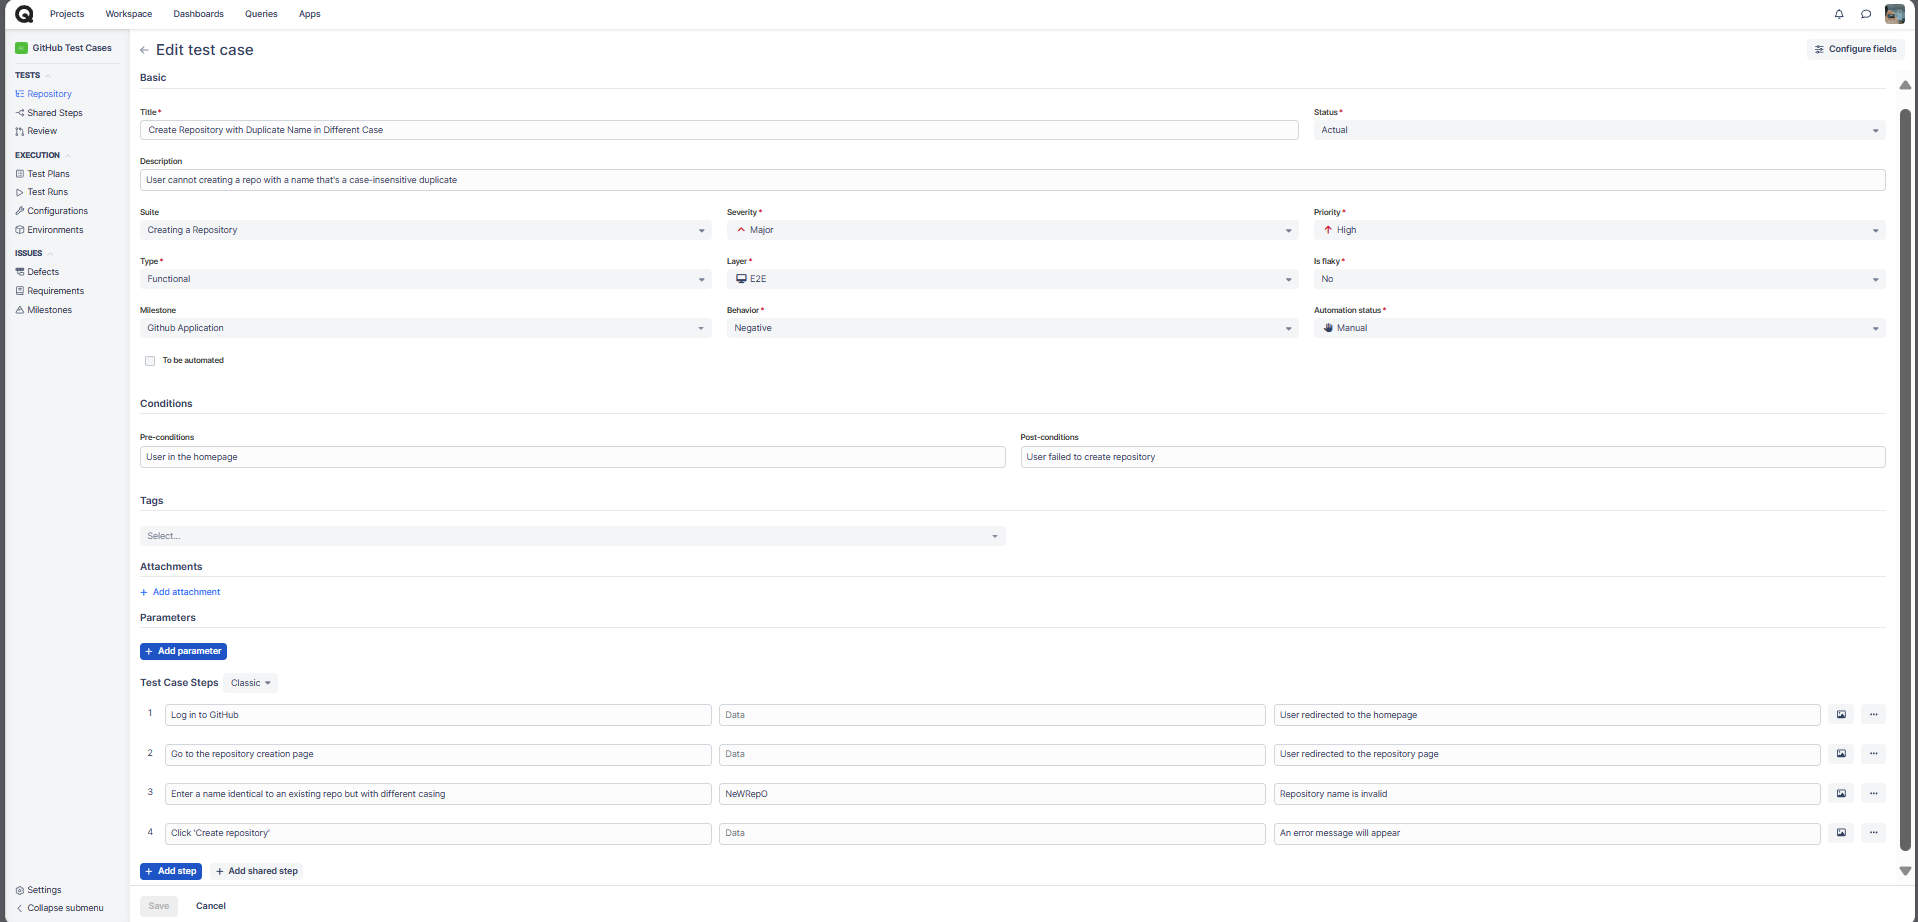 Projects Workspace Dashboards Queries Apps
GitHub Test Cases
TESTS
Repository
Shared Steps
Review
EXECUTION
Test Plans
Test Runs
Configurations
Environments
ISSUES
Defects
Requirements
Milestones
Settings
Collapse submenu
Edit test case
Configure fields
Basic
Title*
Create Repository with Duplicate Name in Different Case
Status*
Actual
Description
User cannot creating a repo with a name that's a case-insensitive duplicate
Suite
Creating a Repository
Severity*
Major
Priority*
High
Type*
Functional
Layer*
E2E
Is flaky*
No
Milestone
Github Application
Behavior*
Negative
Automation status*
Manual
To be automated
Conditions
Pre-conditions
User in the homepage
Post-conditions
User failed to create repository
Tags
Select...
Attachments
+ Add attachment
Parameters
+ Add parameter
Test Case Steps Classic
1 Log in to GitHub Data User redirected to the homepage
2 Go to the repository creation page Data User redirected to the repository page
3 Enter a name identical to an existing repo but with different casing NeWRepO Repository name is invalid
4 Click 'Create repository' Data An error message will appear
+ Add step + Add shared step
Save Cancel